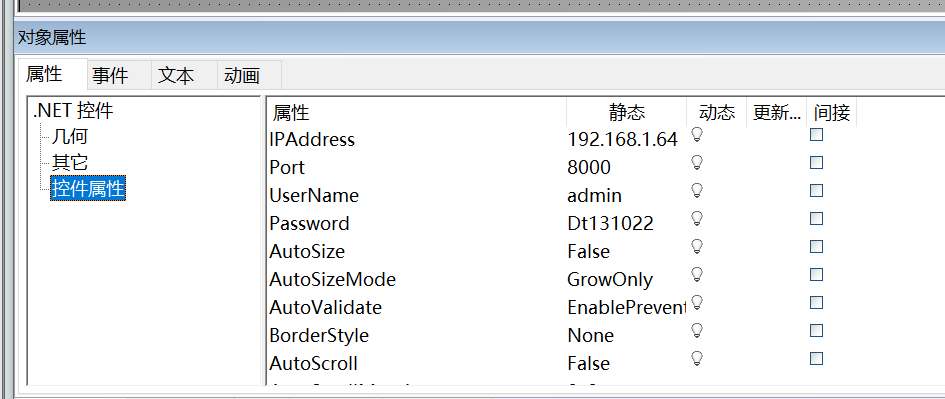 对象属性
属性 事件 文本 动画
.NET 控件
几何
其它
控件属性
属性 静态 动态 更新... 间接
IPAddress 192.168.1.64
Port 8000
UserName admin
Password Dt131022
AutoSize False
AutoSizeMode GrowOnly
AutoValidate EnablePrevent
BorderStyle None
AutoScroll False